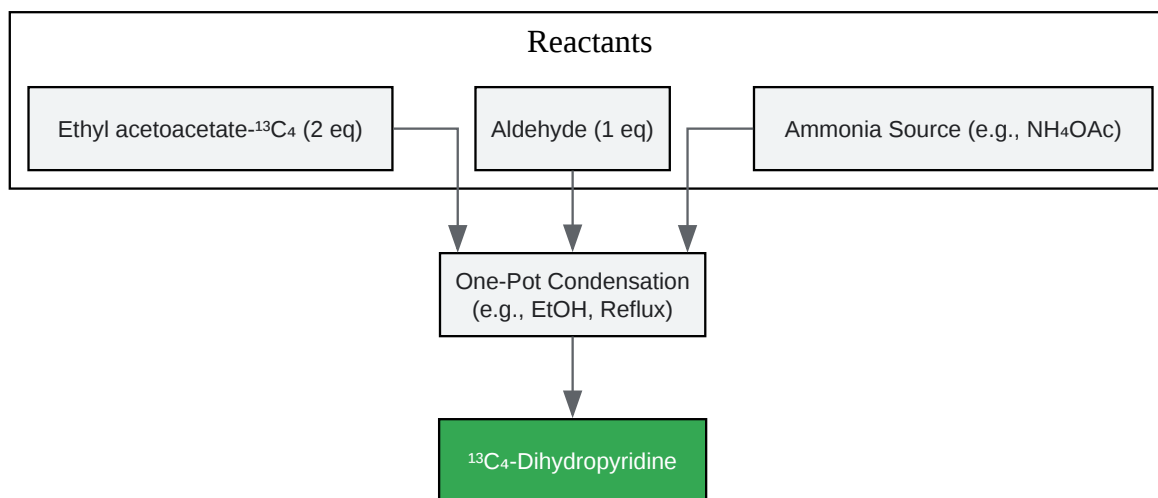 Reactants
Ethyl acetoacetate-¹³C₄ (2 eq)
Aldehyde (1 eq)
Ammonia Source (e.g., NH₄OAc)
One-Pot Condensation
(e.g., EtOH, Reflux)
¹³C₄-Dihydropyridine